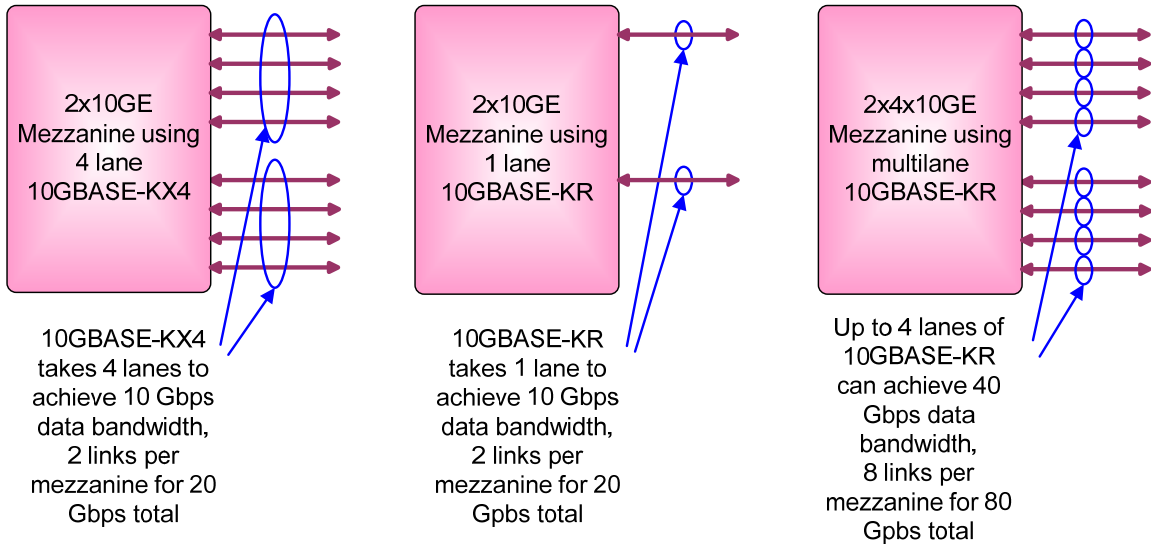 2x10GE
Mezzanine using
4 lane
10GBASE-KX4
2x10GE
Mezzanine using
1 lane
10GBASE-KR
2x4x10GE
Mezzanine using
multilane
10GBASE-KR
10GBASE-KX4
takes 4 lanes to
achieve 10 Gbps
data bandwidth,
2 links per
mezzanine for 20
Gbps total
10GBASE-KR
takes 1 lane to
achieve 10 Gbps
data bandwidth,
2 links per
mezzanine for 20
Gpbs total
Up to 4 lanes of
10GBASE-KR
can achieve 40
Gbps data
bandwidth,
8 links per
mezzanine for 80
Gpbs total